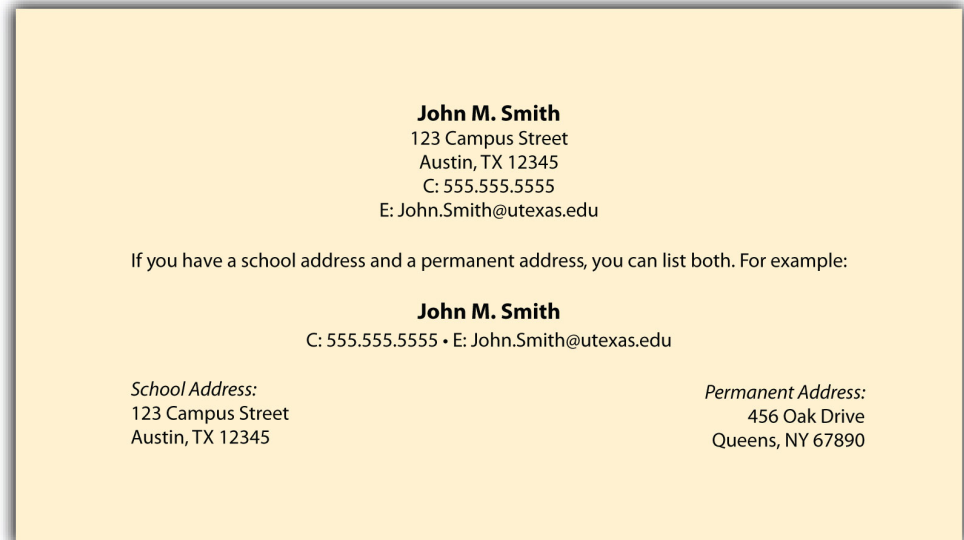 John M. Smith
123 Campus Street
Austin, TX 12345
C: 555.555.5555
E: John.Smith@utexas.edu
If you have a school address and a permanent address, you can list both. For example:
John M. Smith
C: 555.555.5555 • E: John.Smith@utexas.edu
School Address:
123 Campus Street
Austin, TX 12345
Permanent Address:
456 Oak Drive
Queens, NY 67890